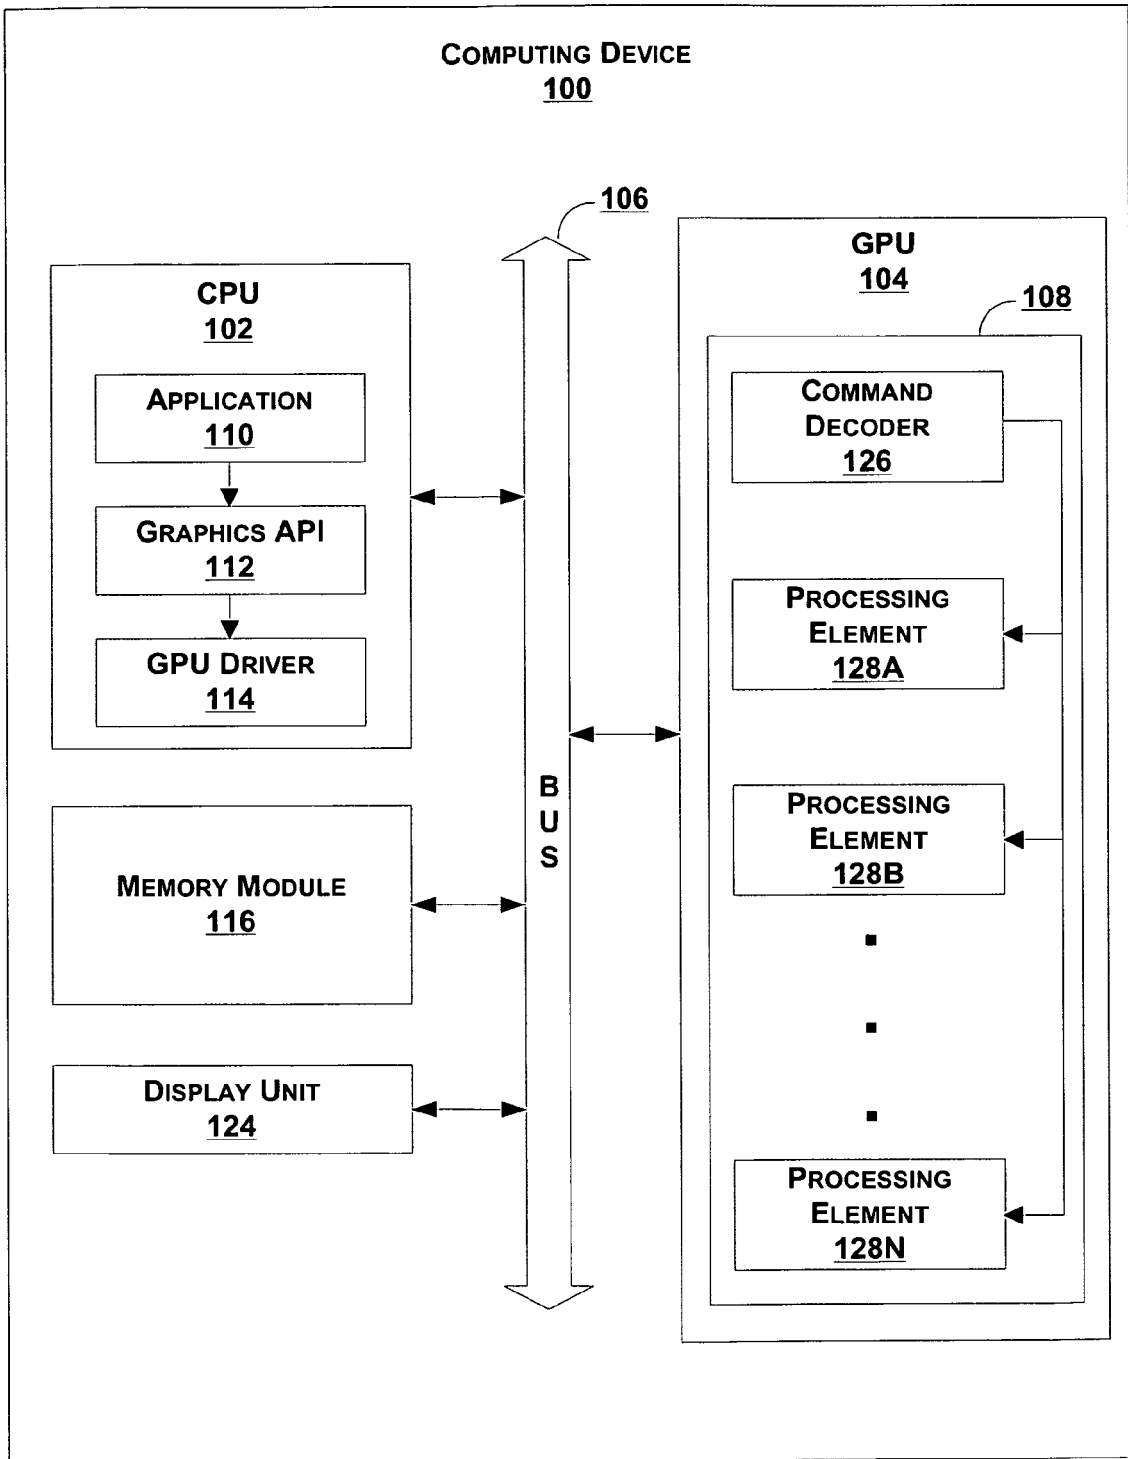 COMPUTING DEVICE
100
106
CPU
102
APPLICATION
110
GRAPHICS API
112
GPU DRIVER
114
MEMORY MODULE
116
DISPLAY UNIT
124
B
U
S
GPU
104
108
COMMAND
DECODER
126
PROCESSING
ELEMENT
128A
PROCESSING
ELEMENT
128B
PROCESSING
ELEMENT
128N